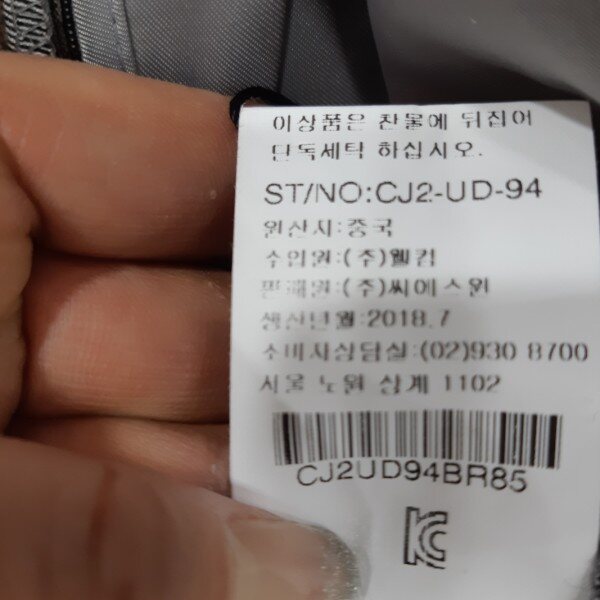 이상품은 찬물에 뒤집어
단독세탁 하십시오.
ST/NO:CJ2-UD-94
원산지:중국
수입원:(주)웰컴
판매원:(주)씨에스윈
생산년월:2018.7
소비자상담실:(02)930 8700
서울 노원 상계 1102
CJ2UD94BR85
KC